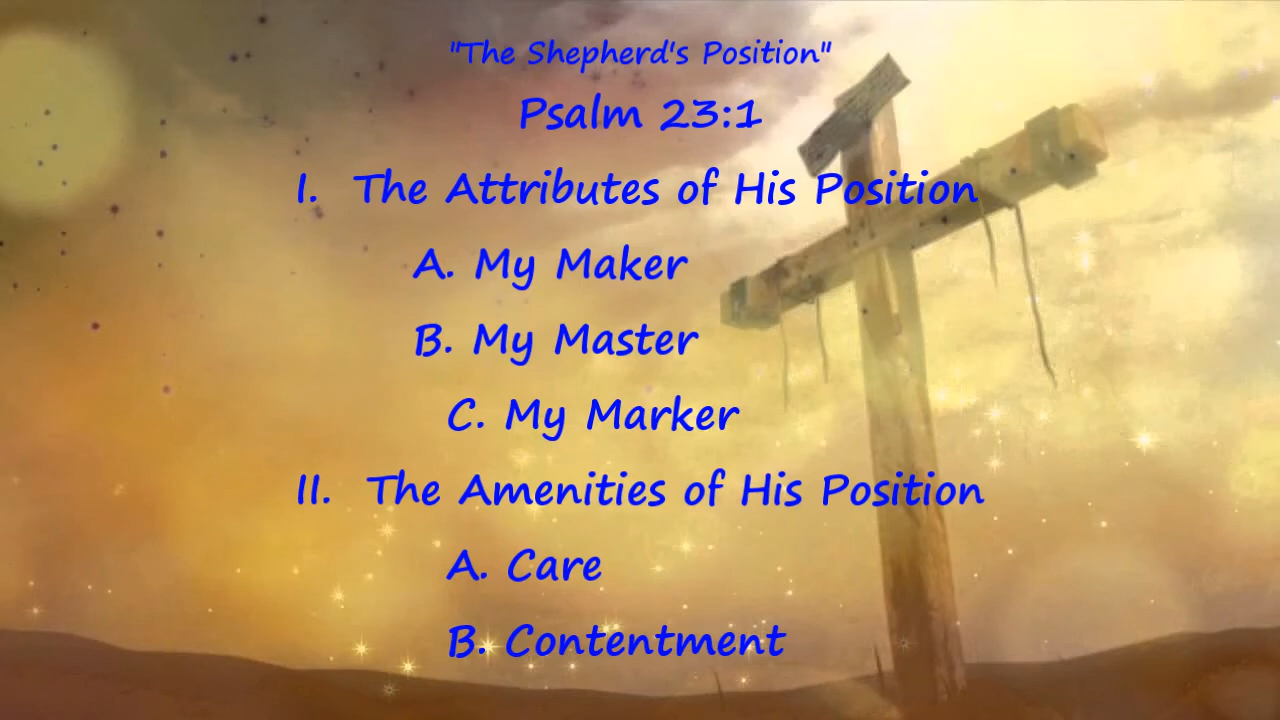 "The Shepherd's Position"
Psalm 23:1
I. The Attributes of His Position
A. My Maker
B. My Master
C. My Marker
II. The Amenities of His Position
A. Care
B. Contentment